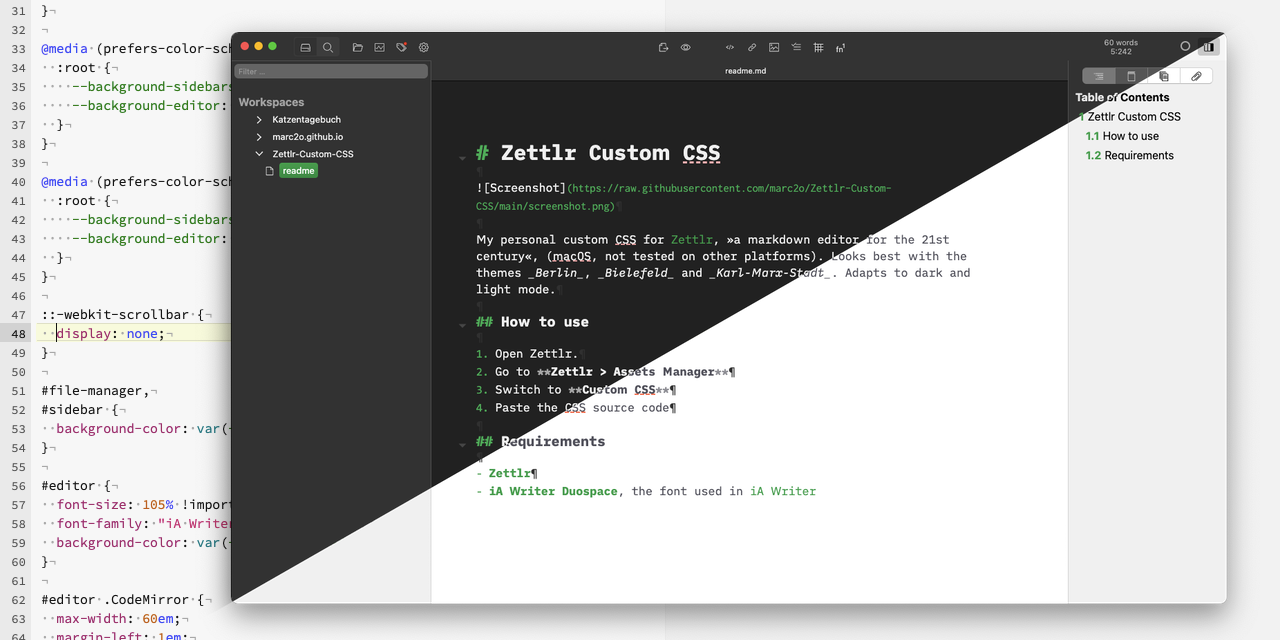 31 }¬
32 ¬
33 @media·(prefers-color-sch
34 ··:root·{¬
35 ····--background-sidebars
36 ····--background-editor:
37 ··}¬
38 }¬
39 ¬
40 @media·(prefers-color-sch
41 ··:root·{¬
42 ····--background-sidebars
43 ····--background-editor:
44 ··}¬
45 }¬
46 ¬
47 ::-webkit-scrollbar·{¬
48 ··display:·none;¬
49 }¬
50 ¬
51 #file-manager,¬
52 #sidebar·{¬
53 ··background-color:·var(-
54 }¬
55 ¬
56 #editor·{¬
57 ··font-size:·105%·!impor
58 ··font-family:·"iA·Writer
59 ··background-color:·var(-
60 }¬
61 ¬
62 #editor·.CodeMirror·{¬
63 ··max-width:·60em;¬
64 ··margin-left:·1em;¬
60 words
5:242
fn¹
Filter ...
readme.md
Workspaces
Katzentagebuch
marc2o.github.io
Zettlr-Custom-CSS
readme
# Zettlr Custom CSS
¶
![Screenshot](https://raw.githubusercontent.com/marc2o/Zettlr-Custom-
CSS/main/screenshot.png)¶
¶
My personal custom CSS for Zettlr, »a markdown editor for the 21st
century«, (macOS, not tested on other platforms). Looks best with the
themes _Berlin_, _Bielefeld_ and _Karl-Marx-Stadt_. Adapts to dark and
light mode.¶
¶
## How to use
¶
1. Open Zettlr.¶
2. Go to **Zettlr > Assets Manager**¶
3. Switch to **Custom CSS**¶
4. Paste the CSS source code¶
¶
## Requirements
¶
- Zettlr¶
- iA Writer Duospace, the font used in iA Writer
Table of Contents
1 Zettlr Custom CSS
1.1 How to use
1.2 Requirements